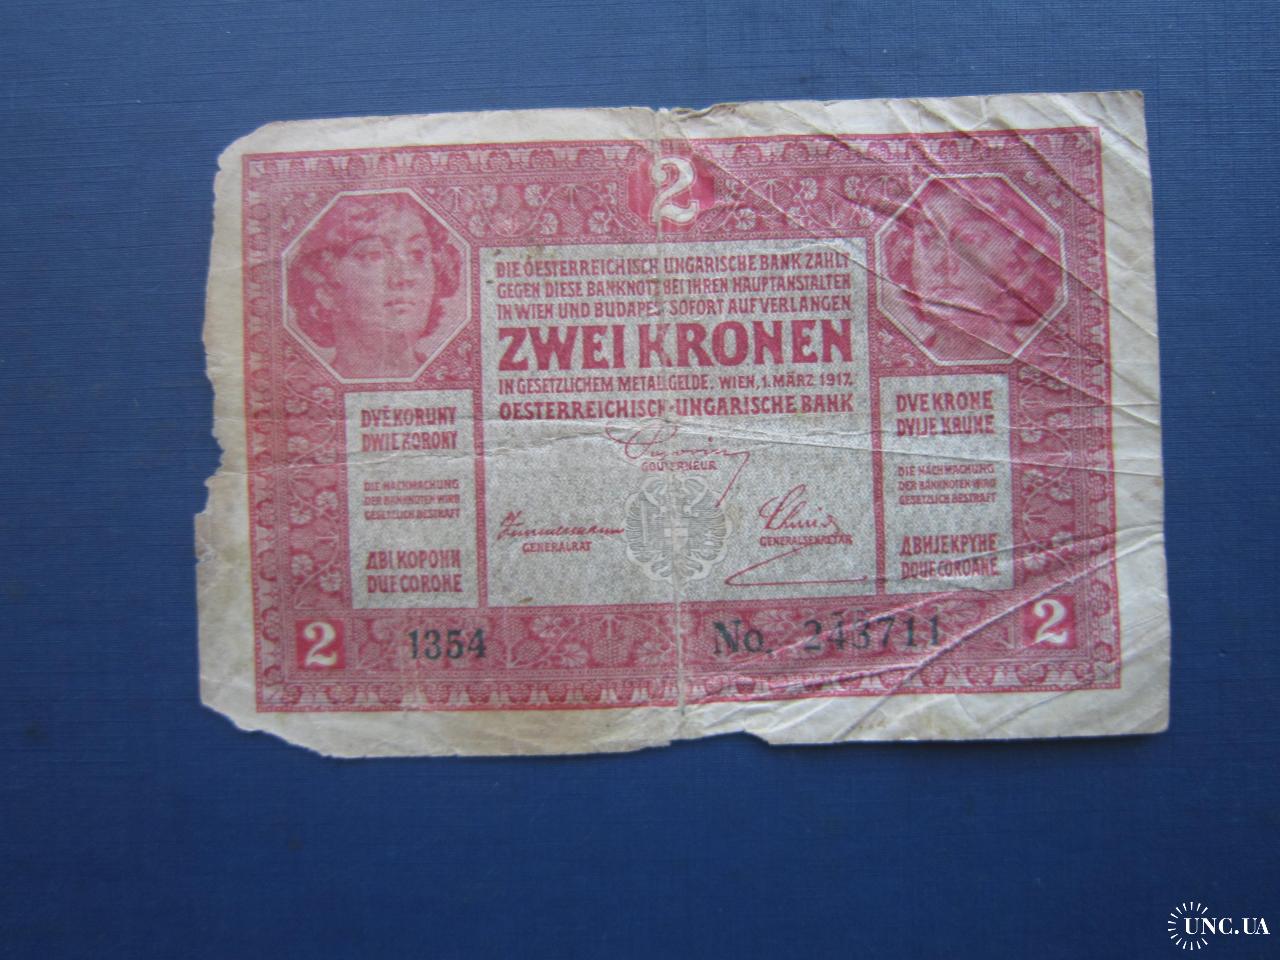 2
DIE OESTERREICHISCH-UNGARISCHE BANK ZAHLT
GEGEN DIESE BANKNOTE BEI IHREN HAUPTANSTALTEN
IN WIEN UND BUDAPEST SOFORT AUF VERLANGEN
ZWEI KRONEN
IN GESETZLICHEM METALLGELDE. WIEN, 1. MÄRZ 1917.
OESTERREICHISCH-UNGARISCHE BANK
GOUVERNEUR
GENERALRAT
GENERALSEKRETÄR
DVĚ KORUNY
DWIE KORONY
DIE NACHMACHUNG
DER BANKNOTEN WIRD
GESETZLICH BESTRAFT
ДВІ КОРОНИ
DUE CORONE
DVE KRONE
DVIJE KRUNE
DIE NACHMACHUNG
DER BANKNOTEN WIRD
GESETZLICH BESTRAFT
ДВИЈЕ КРУНЕ
DOUE COROANE
2
1354
No. 243711
2
UNC.UA